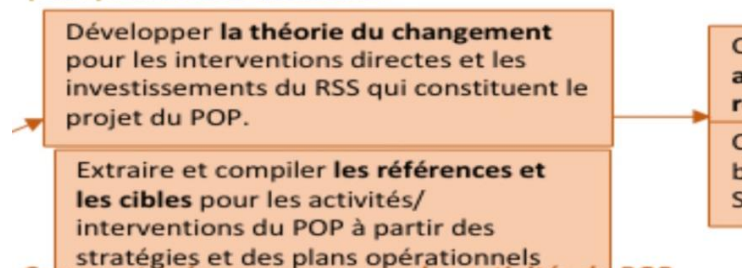 Développer la théorie du changement
pour les interventions directes et les
investissements du RSS qui constituent le
projet du POP.
Extraire et compiler les références et
les cibles pour les activités/
interventions du POP à partir des
stratégies et des plans opérationnels